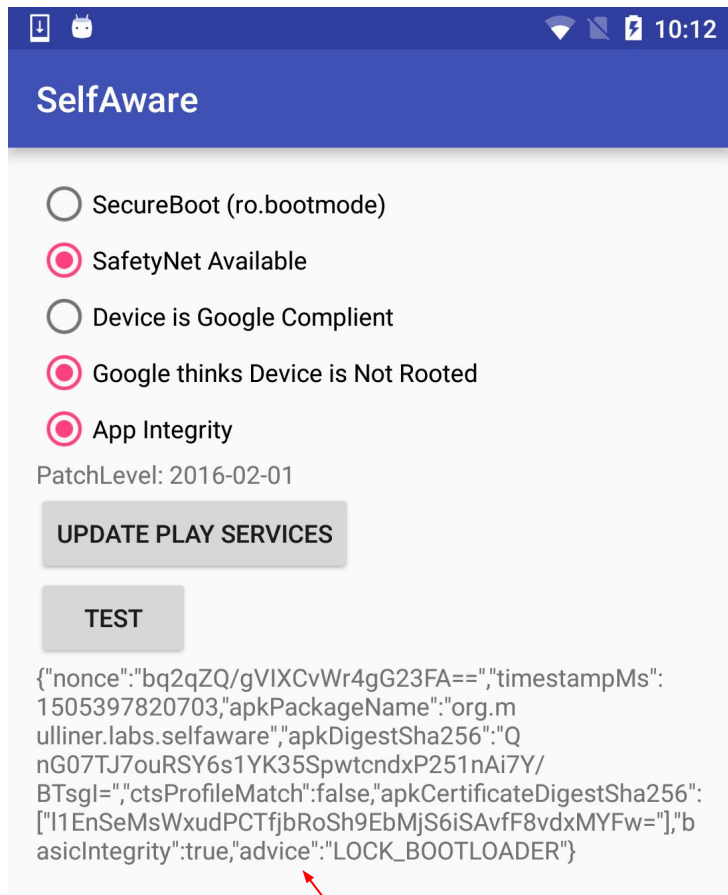 10:12
SelfAware
SecureBoot (ro.bootmode)
SafetyNet Available
Device is Google Complient
Google thinks Device is Not Rooted
App Integrity
PatchLevel: 2016-02-01
UPDATE PLAY SERVICES
TEST
{"nonce":"bq2qZQ/gVIXCvWr4gG23FA==","timestampMs":
1505397820703,"apkPackageName":"org.m
ulliner.labs.selfaware","apkDigestSha256":"Q
nG07TJ7ouRSY6s1YK35SpwtcndxP251nAi7Y/
BTsgI=","ctsProfileMatch":false,"apkCertificateDigestSha256":
["I1EnSeMsWxudPCTfjbRoSh9EbMjS6iSAvfF8vdxMYFw="],"b
asicIntegrity":true,"advice":"LOCK_BOOTLOADER"}